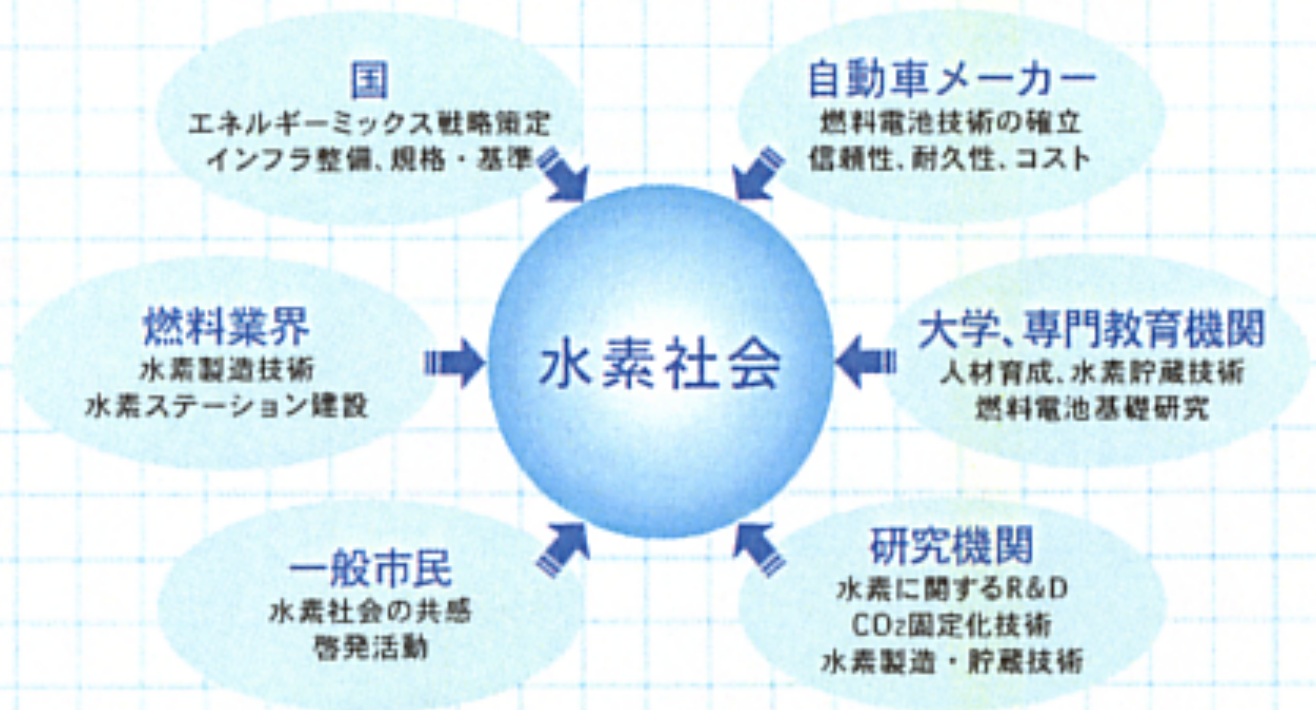 国
エネルギーミックス戦略策定
インフラ整備、規格・基準
自動車メーカー
燃料電池技術の確立
信頼性、耐久性、コスト
燃料業界
水素製造技術
水素ステーション建設
水素社会
大学、専門教育機関
人材育成、水素貯蔵技術
燃料電池基礎研究
一般市民
水素社会の共感
啓発活動
研究機関
水素に関するR&D
CO2固定化技術
水素製造・貯蔵技術